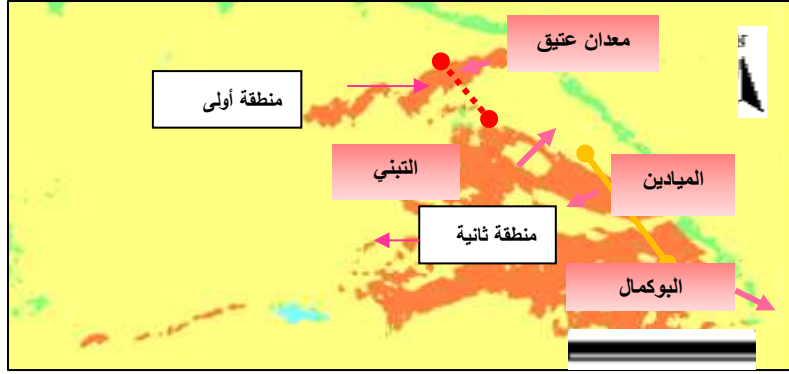 معدان عتيق
منطقة أولى
التبني
الميادين
منطقة ثانية
البوكمال